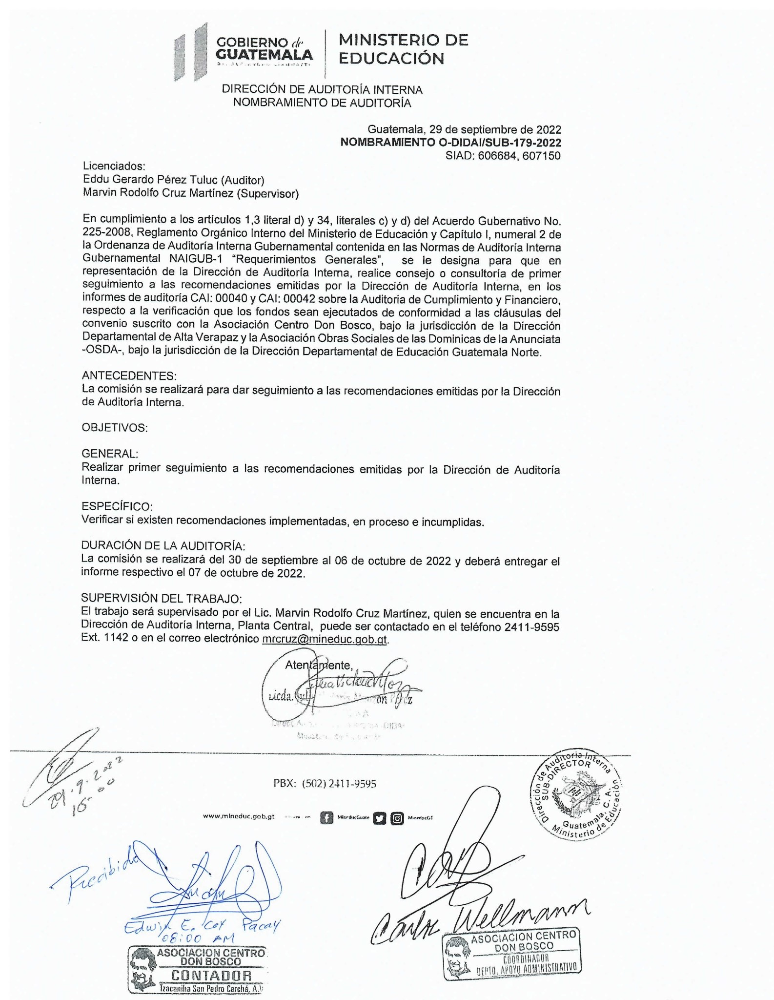 GOBIERNO de
GUATEMALA
MINISTERIO DE
EDUCACIÓN
DIRECCIÓN DE AUDITORÍA INTERNA
NOMBRAMIENTO DE AUDITORÍA
Guatemala, 29 de septiembre de 2022
NOMBRAMIENTO O-DIDAI/SUB-179-2022
SIAD: 606684, 607150
Licenciados:
Eddu Gerardo Pérez Tuluc (Auditor)
Marvin Rodolfo Cruz Martínez (Supervisor)
En cumplimiento a los artículos 1,3 literal d) y 34, literales c) y d) del Acuerdo Gubernativo No.
225-2008, Reglamento Orgánico Interno del Ministerio de Educación y Capítulo I, numeral 2 de
la Ordenanza de Auditoría Interna Gubernamental contenida en las Normas de Auditoría Interna
Gubernamental NAIGUB-1 “Requerimientos Generales", se le designa para que en
representación de la Dirección de Auditoría Interna, realice consejo o consultoría de primer
seguimiento a las recomendaciones emitidas por la Dirección de Auditoría Interna, en los
informes de auditoría CAI: 00040 y CAI: 00042 sobre la Auditoria de Cumplimiento y Financiero,
respecto a la verificación que los fondos sean ejecutados de conformidad a las cláusulas del
convenio suscrito con la Asociación Centro Don Bosco, bajo la jurisdicción de la Dirección
Departamental de Alta Verapaz y la Asociación Obras Sociales de las Dominicas de la Anunciata
-OSDA-, bajo la jurisdicción de la Dirección Departamental de Educación Guatemala Norte.
ANTECEDENTES:
La comisión se realizará para dar seguimiento a las recomendaciones emitidas por la Dirección
de Auditoría Interna.
OBJETIVOS:
GENERAL:
Realizar primer seguimiento a las recomendaciones emitidas por la Dirección de Auditoría
Interna.
ESPECÍFICO:
Verificar si existen recomendaciones implementadas, en proceso e incumplidas.
DURACIÓN DE LA AUDITORÍA:
La comisión se realizará del 30 de septiembre al 06 de octubre de 2022 y deberá entregar el
informe respectivo el 07 de octubre de 2022.
SUPERVISIÓN DEL TRABAJO:
El trabajo será supervisado por el Lic. Marvin Rodolfo Cruz Martínez, quien se encuentra en la
Dirección de Auditoría Interna, Planta Central, puede ser contactado en el teléfono 2411-9595
Ext. 1142 o en el correo electrónico mrcruz@mineduc.gob.gt.
Atentamente,
Licda.
29.9.2022
16:00
PBX: (502) 2411-9595
www.mineduc.gob.gt
MineducGuate
MineducGT
Dirección de Auditoría Interna
SUB-DIRECTOR
Guatemala, C. A.
Ministerio de Educación
Recibido
Edwin E. Coy Pacay
08:00 AM
ASOCIACION CENTRO
DON BOSCO
CONTADOR
Tzacaniha San Pedro Carchá, A.V.
Carlos Wellmann
ASOCIACION CENTRO
DON BOSCO
COORDINADOR
DEPTO. APOYO ADMINISTRATIVO